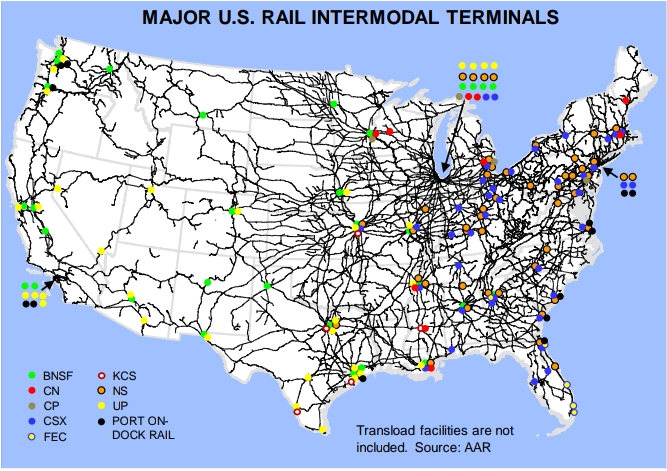 MAJOR U.S. RAIL INTERMODAL TERMINALS
BNSF
CN
CP
CSX
FEC
KCS
NS
UP
PORT ON-
DOCK RAIL
Transload facilities are not
included. Source: AAR